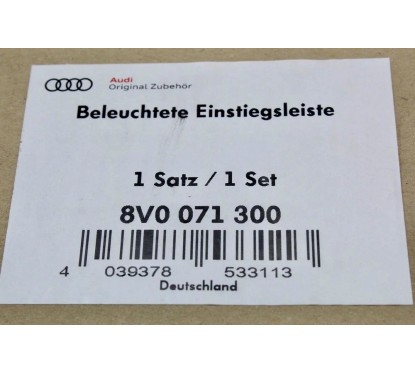 Audi
Original Zubehör
Beleuchtete Einstiegsleiste
1 Satz / 1 Set
8V0 071 300
4 039378 533113
Deutschland